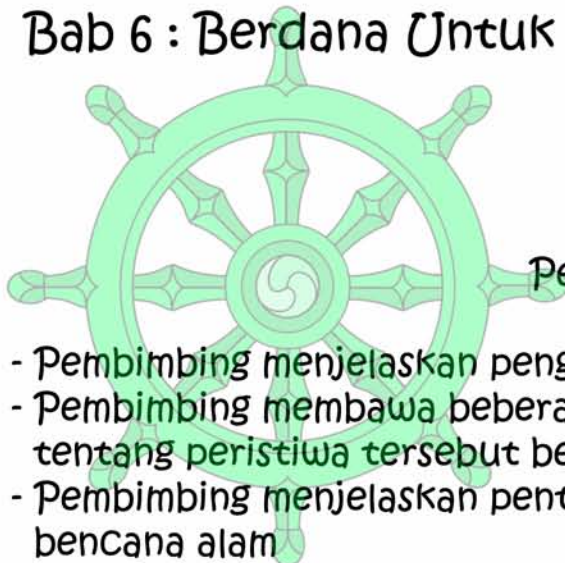 Bab 6 : Berdana Untuk
Pe
- Pembimbing menjelaskan peng
- Pembimbing membawa bebera
tentang peristiwa tersebut be
- Pembimbing menjelaskan pent
bencana alam